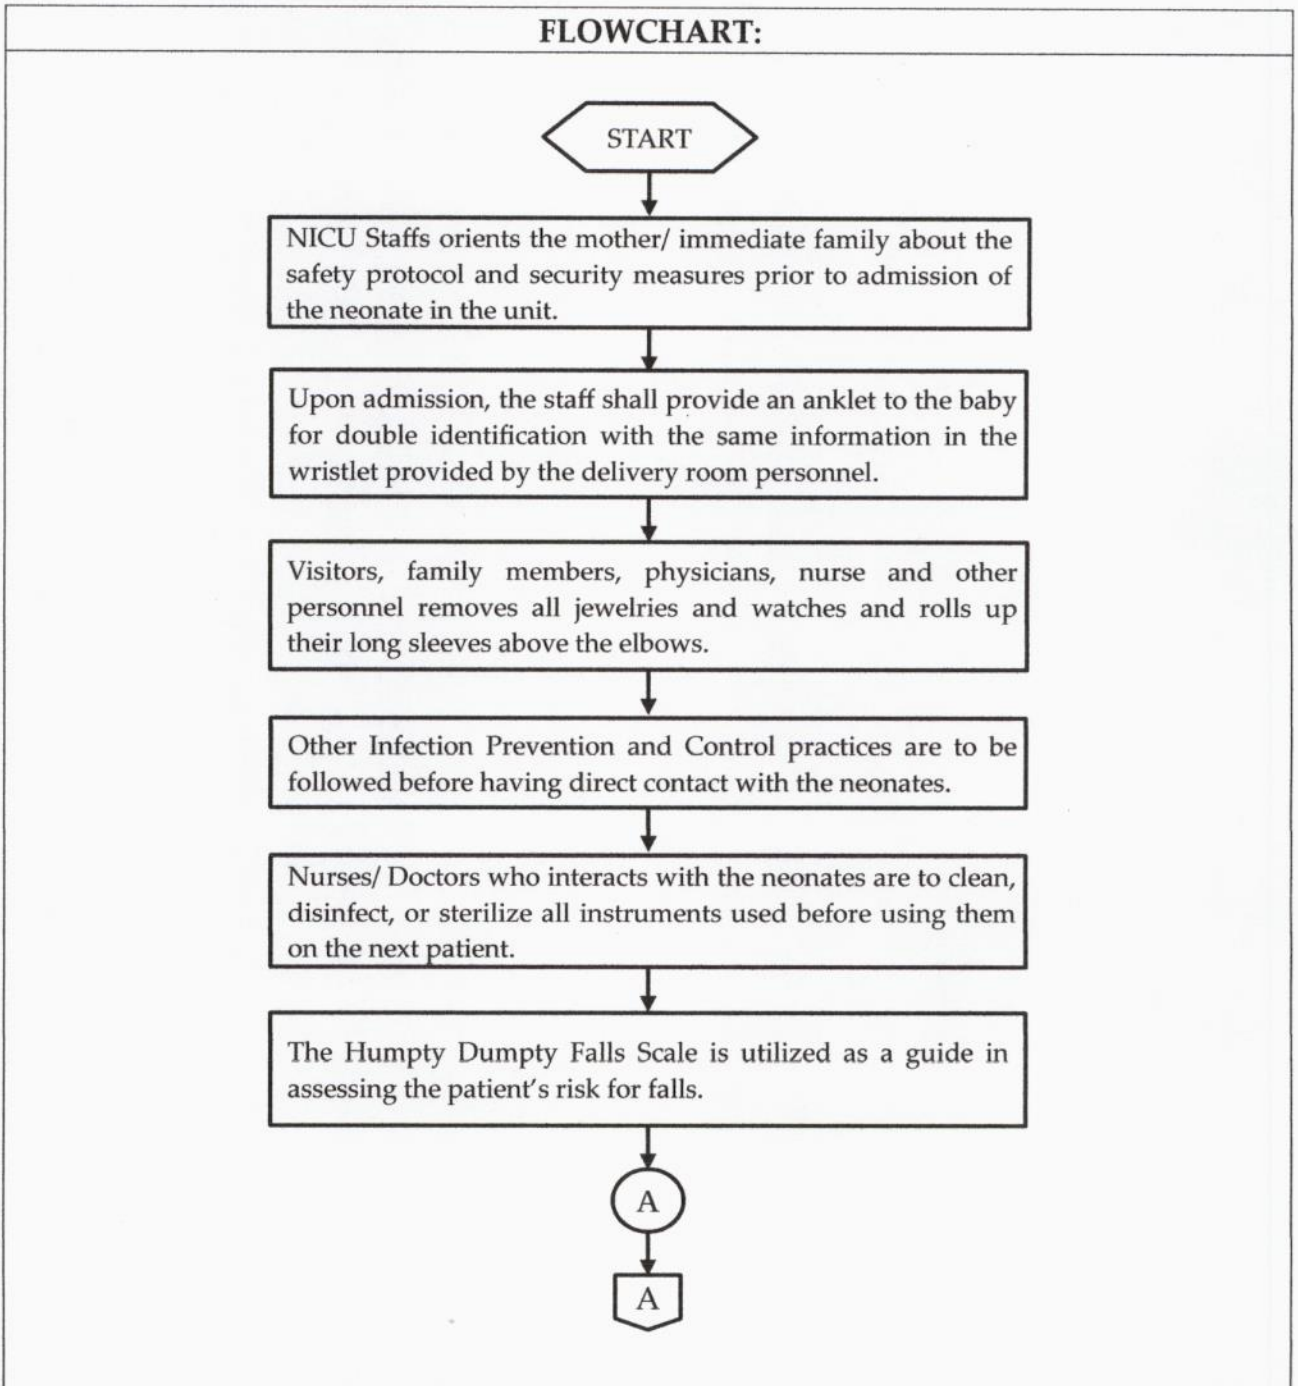 FLOWCHART:
START
NICU Staffs orients the mother/ immediate family about the
safety protocol and security measures prior to admission of
the neonate in the unit.
Upon admission, the staff shall provide an anklet to the baby
for double identification with the same information in the
wristlet provided by the delivery room personnel.
Visitors, family members, physicians, nurse and other
personnel removes all jewelries and watches and rolls up
their long sleeves above the elbows.
Other Infection Prevention and Control practices are to be
followed before having direct contact with the neonates.
Nurses/ Doctors who interacts with the neonates are to clean,
disinfect, or sterilize all instruments used before using them
on the next patient.
The Humpty Dumpty Falls Scale is utilized as a guide in
assessing the patient's risk for falls.
A
A